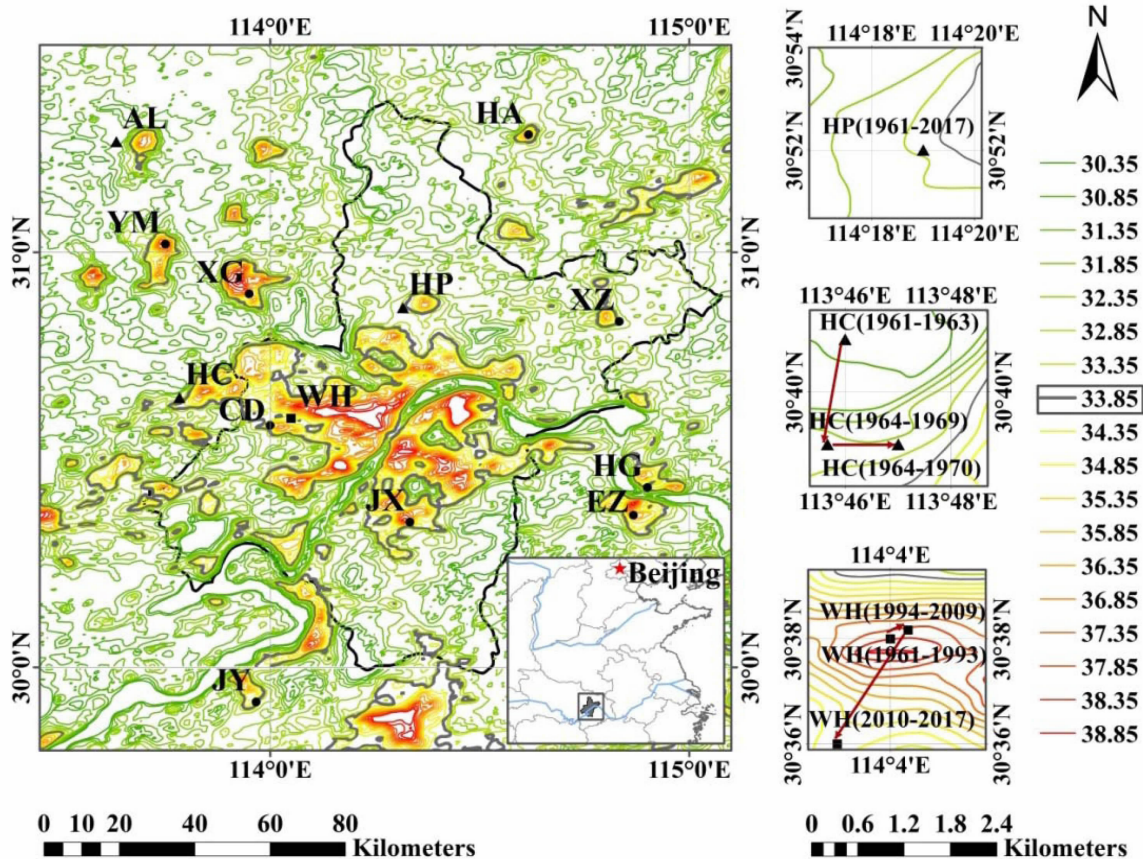 114°0'E
115°0'E
31°0'N
30°0'N
AL
HA
YM
XG
HP
XZ
HC
WH
CD
HG
EZ
JX
JY
Beijing
31°0'N
30°0'N
114°0'E
115°0'E
0 10 20 40 60 80
Kilometers
114°18'E 114°20'E
30°54'N
30°52'N
HP(1961-2017)
30°52'N
114°18'E 114°20'E
113°46'E 113°48'E
HC(1961-1963)
30°40'N
30°40'N
HC(1964-1969)
HC(1964-1970)
113°46'E 113°48'E
114°4'E
WH(1994-2009)
30°38'N
30°38'N
WH(1961-1993)
WH(2010-2017)
30°36'N
30°36'N
114°4'E
0 0.6 1.2 2.4
Kilometers
N
30.35
30.85
31.35
31.85
32.35
32.85
33.35
33.85
34.35
34.85
35.35
35.85
36.35
36.85
37.35
37.85
38.35
38.85